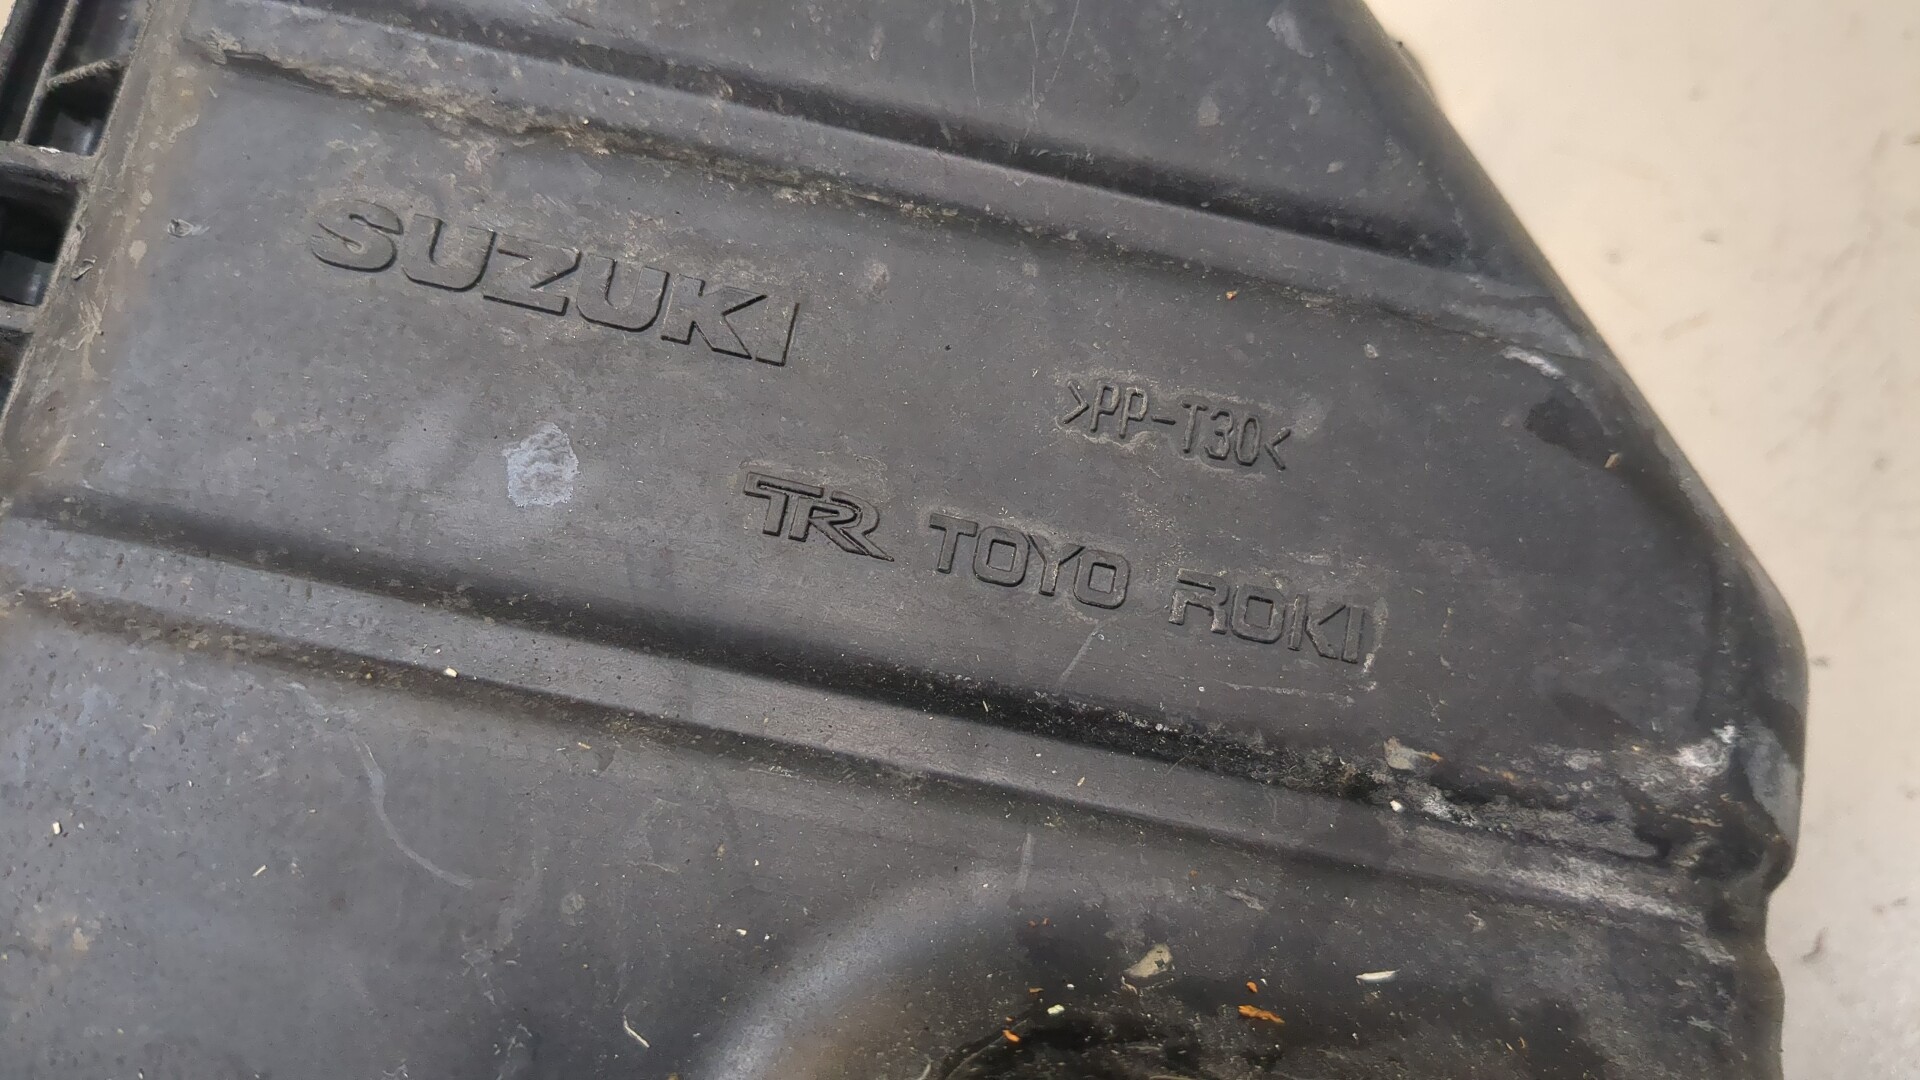 SUZUKI
>PP-T30<
TR TOYO ROKI